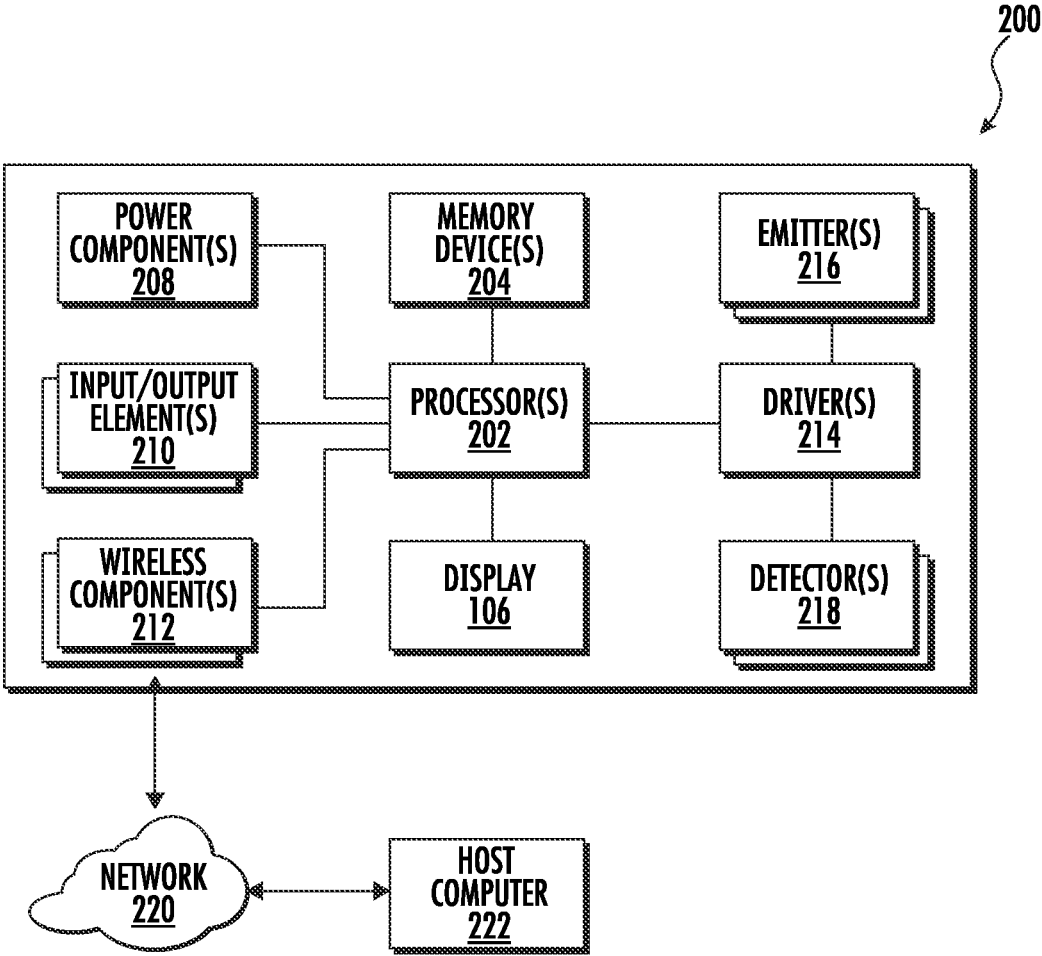 200
POWER
COMPONENT(S)
208
MEMORY
DEVICE(S)
204
EMITTER(S)
216
INPUT/OUTPUT
ELEMENT(S)
210
PROCESSOR(S)
202
DRIVER(S)
214
WIRELESS
COMPONENT(S)
212
DISPLAY
106
DETECTOR(S)
218
NETWORK
220
HOST
COMPUTER
222